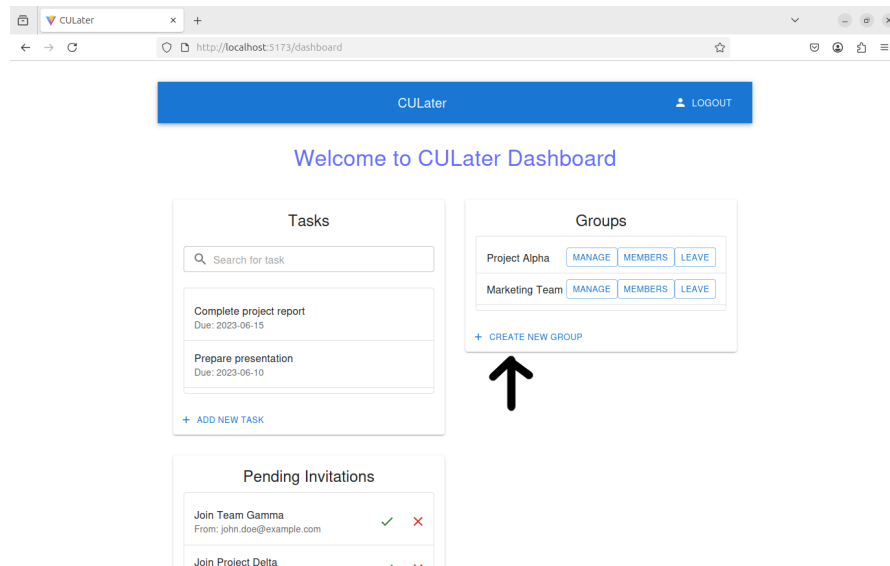 CULater
http://localhost:5173/dashboard
CULater
LOGOUT
Welcome to CULater Dashboard
Tasks
Search for task
Complete project report
Due: 2023-06-15
Prepare presentation
Due: 2023-06-10
+ ADD NEW TASK
Groups
Project Alpha MANAGE MEMBERS LEAVE
Marketing Team MANAGE MEMBERS LEAVE
+ CREATE NEW GROUP
Pending Invitations
Join Team Gamma
From: john.doe@example.com
Join Project Delta